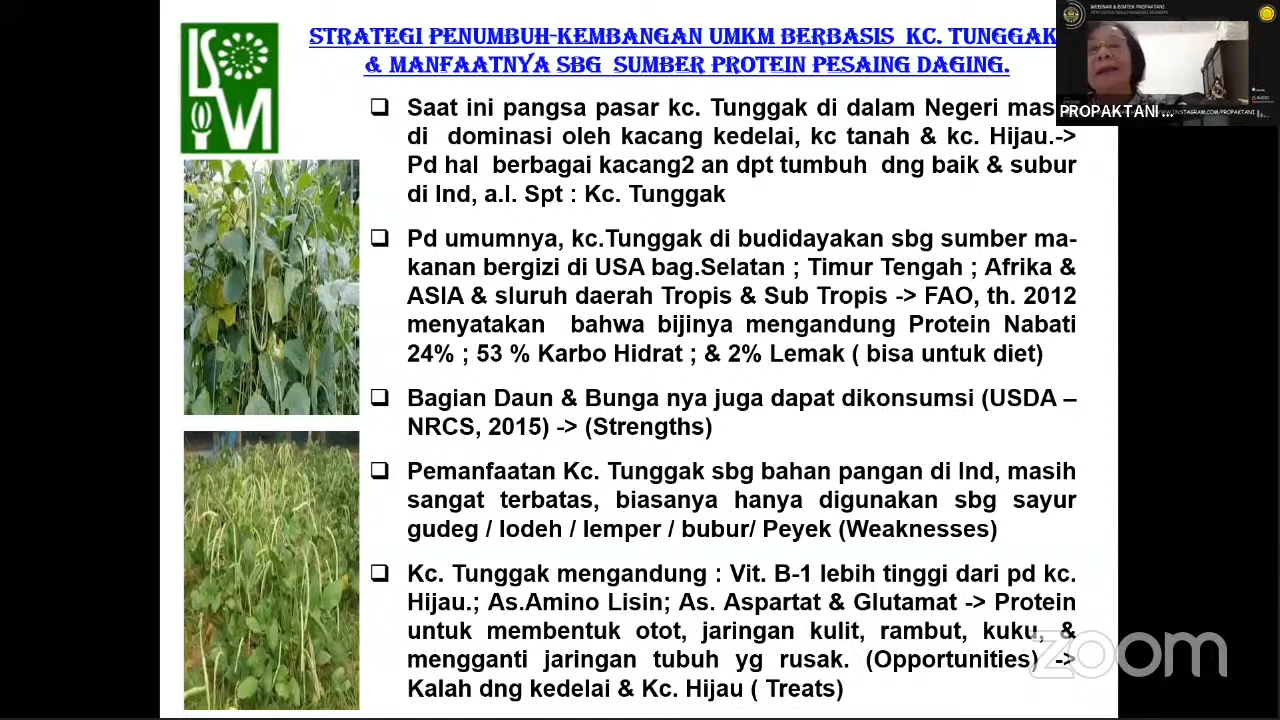 STRATEGI PENUMBUH-KEMBANGAN UMKM BERBASIS KC. TUNGGAK
& MANFAATNYA SBG SUMBER PROTEIN PESAING DAGING.
WEBINAR & BIMTEK PROPAKTANI
PROPAKTANI ...
INSTAGRAM.COM/PROPAKTANI
❑ Saat ini pangsa pasar kc. Tunggak di dalam Negeri mas
di dominasi oleh kacang kedelai, kc tanah & kc. Hijau.->
Pd hal berbagai kacang2 an dpt tumbuh dng baik & subur
di Ind, a.l. Spt : Kc. Tunggak
❑ Pd umumnya, kc.Tunggak di budidayakan sbg sumber ma-
kanan bergizi di USA bag.Selatan ; Timur Tengah ; Afrika &
ASIA & sluruh daerah Tropis & Sub Tropis -> FAO, th. 2012
menyatakan bahwa bijinya mengandung Protein Nabati
24% ; 53 % Karbo Hidrat ; & 2% Lemak ( bisa untuk diet)
❑ Bagian Daun & Bunga nya juga dapat dikonsumsi (USDA –
NRCS, 2015) -> (Strengths)
❑ Pemanfaatan Kc. Tunggak sbg bahan pangan di Ind, masih
sangat terbatas, biasanya hanya digunakan sbg sayur
gudeg / lodeh / lemper / bubur/ Peyek (Weaknesses)
❑ Kc. Tunggak mengandung : Vit. B-1 lebih tinggi dari pd kc.
Hijau.; As.Amino Lisin; As. Aspartat & Glutamat -> Protein
untuk membentuk otot, jaringan kulit, rambut, kuku, &
mengganti jaringan tubuh yg rusak. (Opportunities) ->
Kalah dng kedelai & Kc. Hijau ( Treats)
zoom